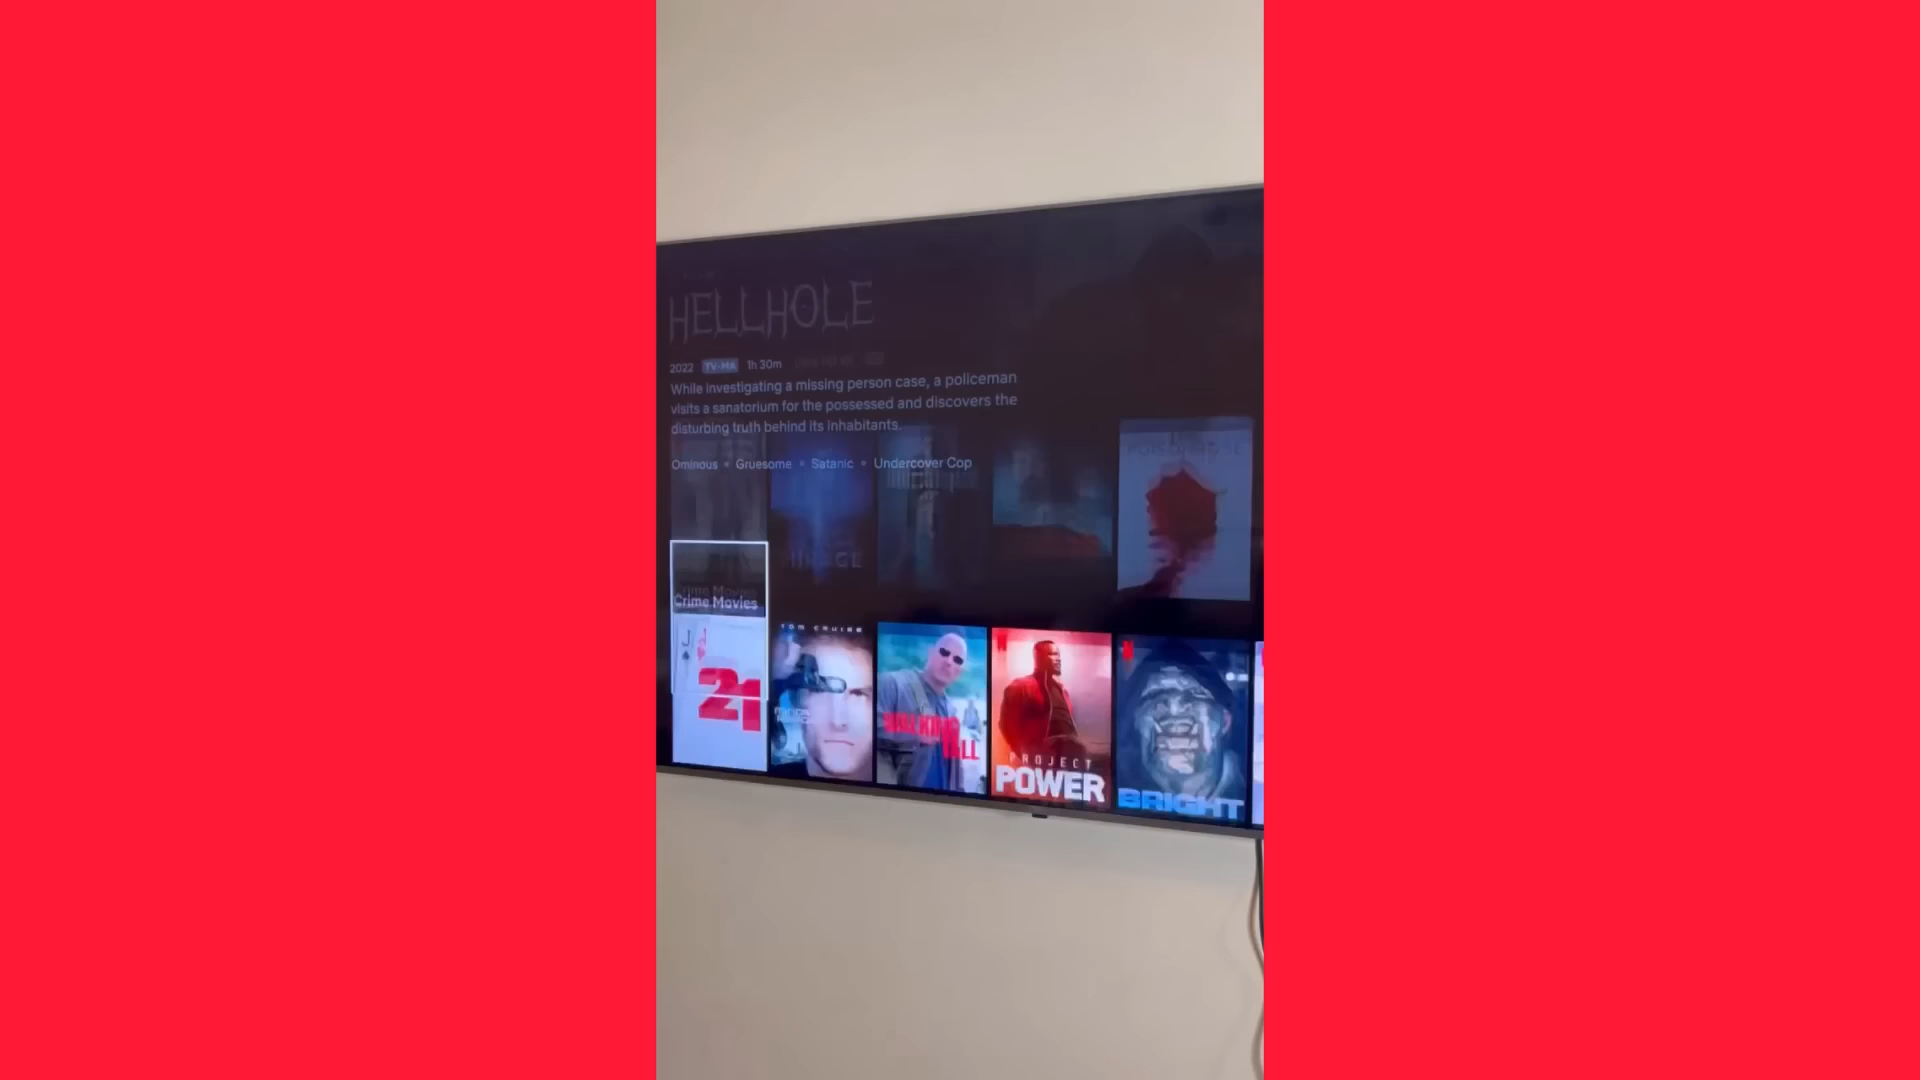 HELLHOLE
2022 TV-MA 1h 30m
While investigating a missing person case, a policeman
visits a sanatorium for the possessed and discovers the
disturbing truth behind its inhabitants.
Ominous • Gruesome • Satanic • Undercover Cop
Crime Movies
J
21
TOM CRUISE
WALKING
TALL
PROJECT
POWER
BRIGHT